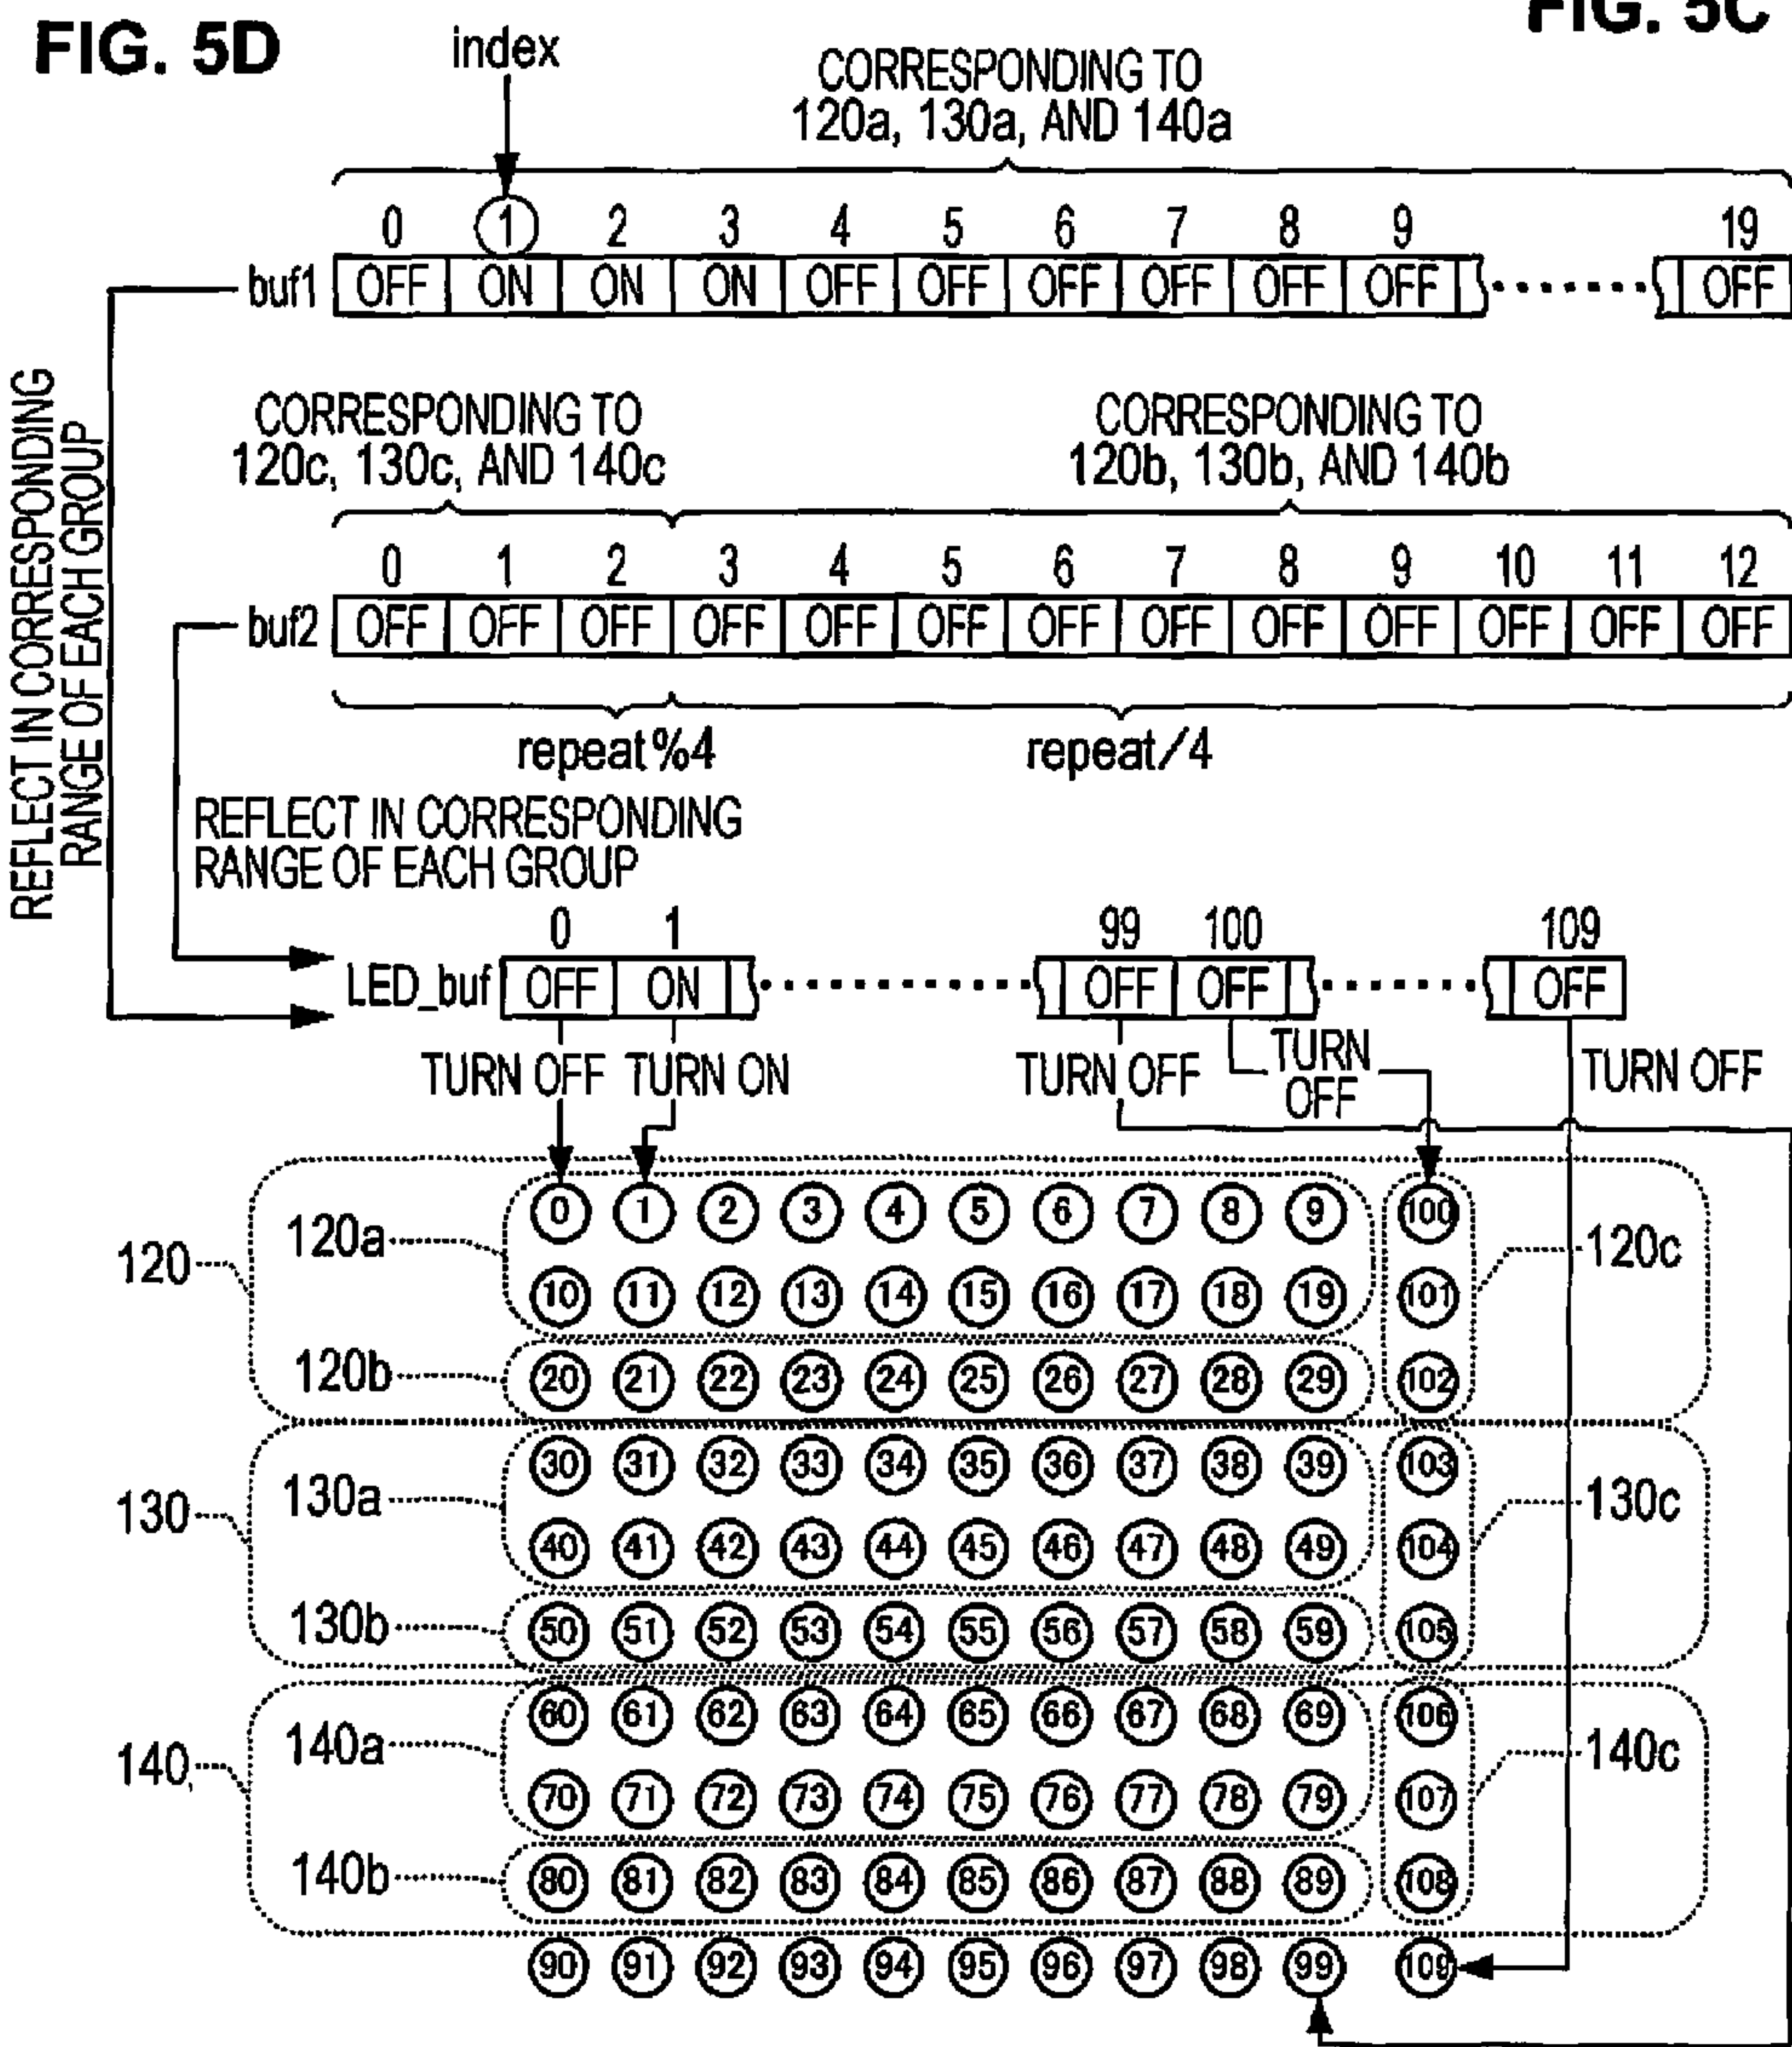 FIG. 5D
FIG. 5C
index
CORRESPONDING TO
120a, 130a, AND 140a
0 1 2 3 4 5 6 7 8 9 19
buf1 OFF ON ON ON OFF OFF OFF OFF OFF OFF OFF
REFLECT IN CORRESPONDING
RANGE OF EACH GROUP
CORRESPONDING TO
120c, 130c, AND 140c
CORRESPONDING TO
120b, 130b, AND 140b
0 1 2 3 4 5 6 7 8 9 10 11 12
buf2 OFF OFF OFF OFF OFF OFF OFF OFF OFF OFF OFF OFF OFF
repeat%4 repeat/4
REFLECT IN CORRESPONDING
RANGE OF EACH GROUP
0 1 99 100 109
LED_buf OFF ON OFF OFF OFF
TURN OFF TURN ON TURN OFF TURN
OFF
TURN OFF
120 120a 0 1 2 3 4 5 6 7 8 9 100 120c
10 11 12 13 14 15 16 17 18 19 101
120b 20 21 22 23 24 25 26 27 28 29 102
130 130a 30 31 32 33 34 35 36 37 38 39 103 130c
40 41 42 43 44 45 46 47 48 49 104
130b 50 51 52 53 54 55 56 57 58 59 105
140 140a 60 61 62 63 64 65 66 67 68 69 106 140c
70 71 72 73 74 75 76 77 78 79 107
140b 80 81 82 83 84 85 86 87 88 89 108
90 91 92 93 94 95 96 97 98 99 109